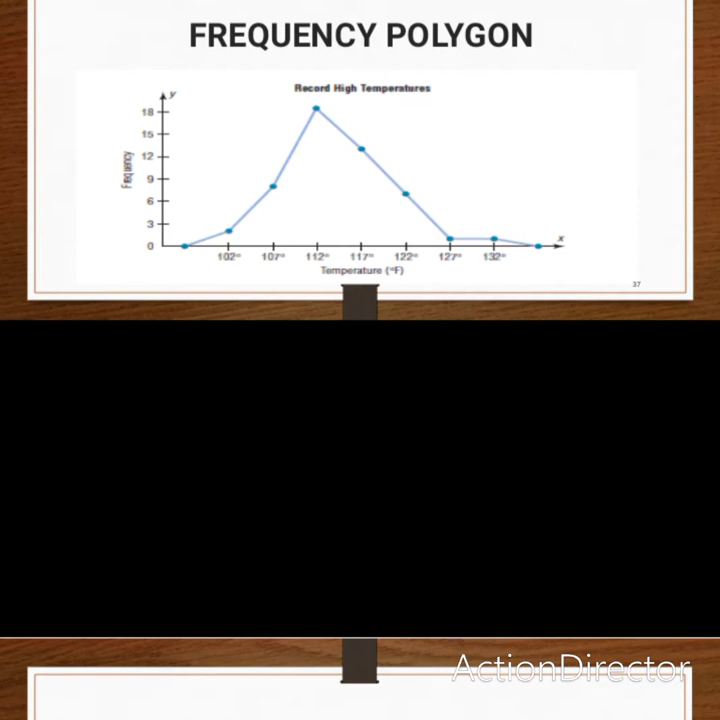 FREQUENCY POLYGON
Record High Temperatures
y
18
15
12
9
6
3
0
Frequency
x
102° 107° 112° 117° 122° 127° 132°
Temperature (°F)
37
ActionDirector